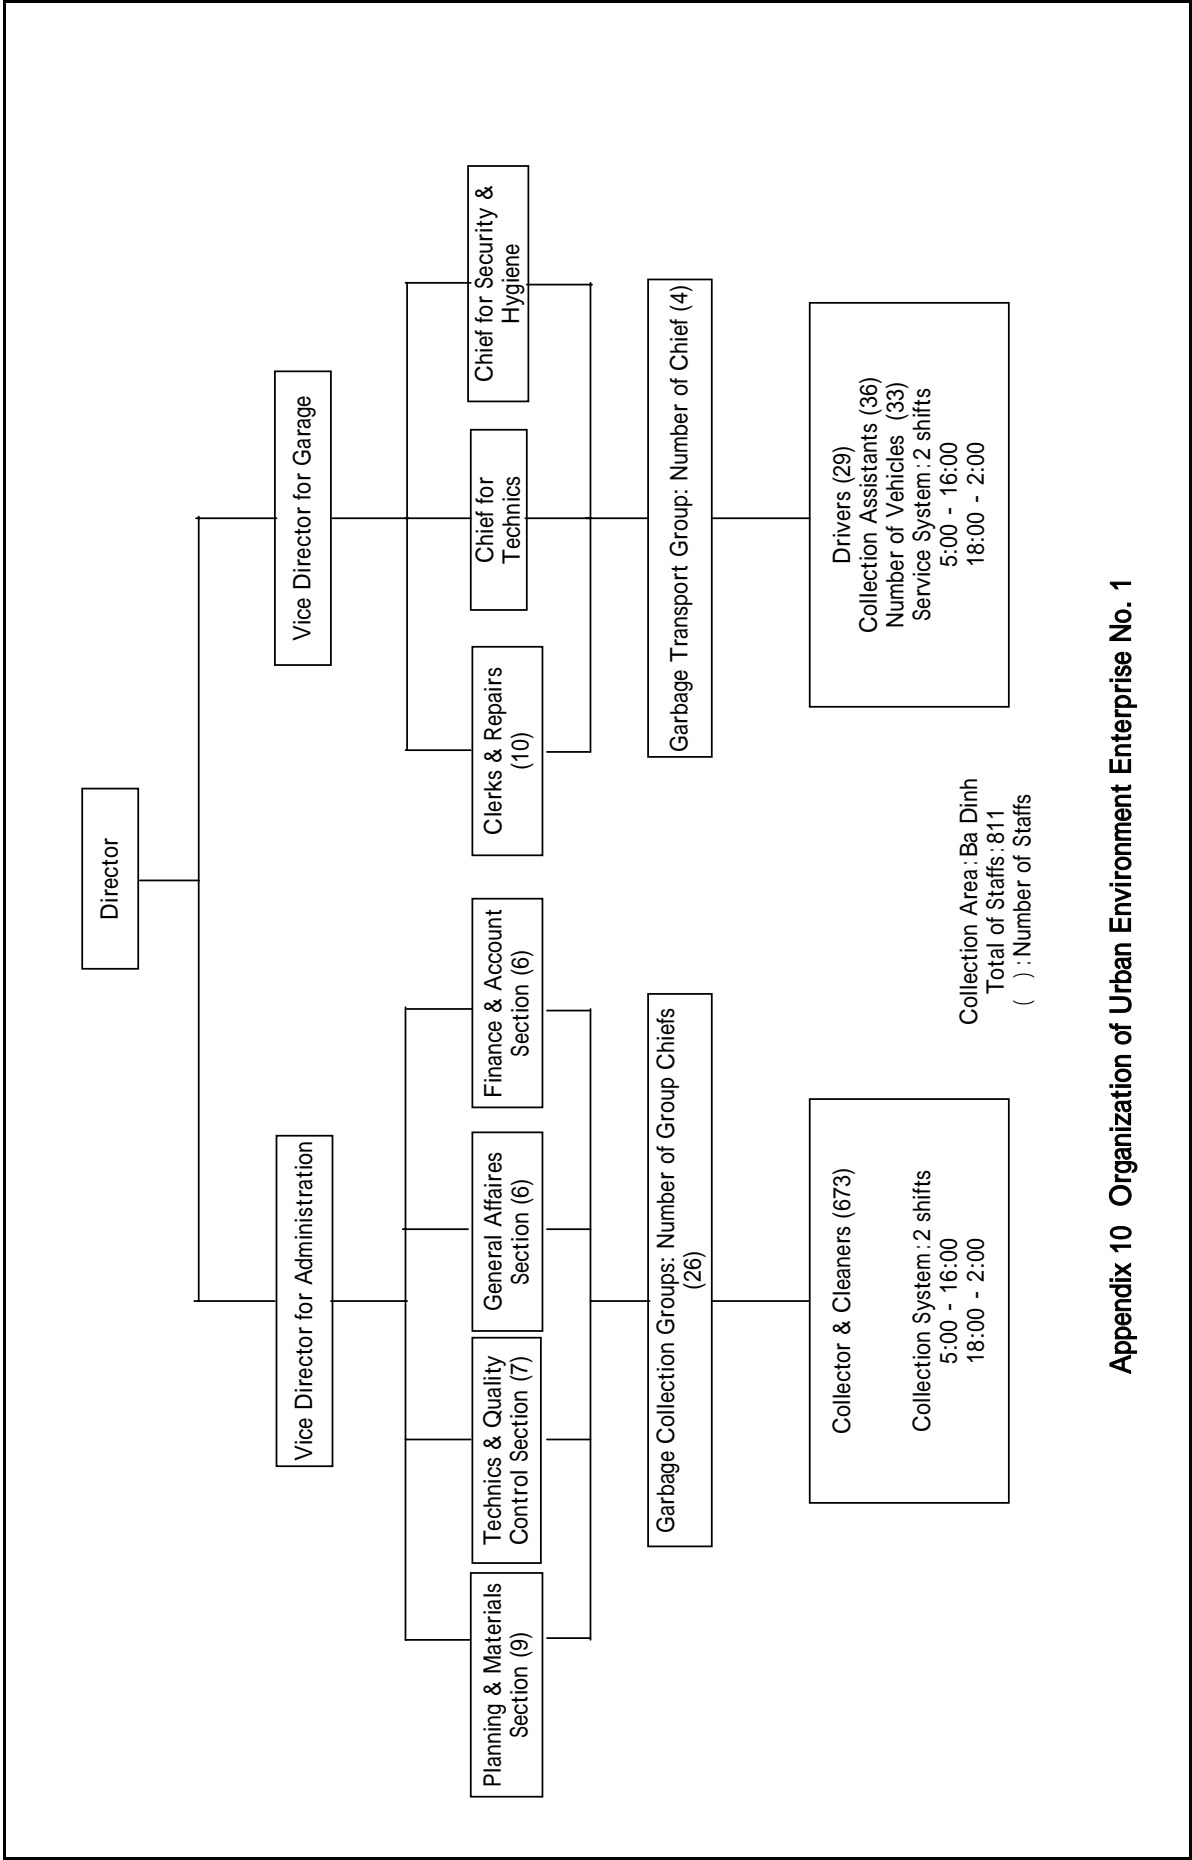 Director
Vice Director for Administration
Vice Director for Garage
Planning & Materials
Section (9)
Technics & Quality
Control Section (7)
General Affaires
Section (6)
Finance & Account
Section (6)
Clerks & Repairs
(10)
Chief for
Technics
Chief for Security &
Hygiene
Garbage Collection Groups: Number of Group Chiefs
(26)
Garbage Transport Group: Number of Chief (4)
Collector & Cleaners (673)
Collection System:2 shifts
5:00 - 16:00
18:00 - 2:00
Drivers (29)
Collection Assistants (36)
Number of Vehicles (33)
Service System:2 shifts
5:00 - 16:00
18:00 - 2:00
Collection Area:Ba Dinh
Total of Staffs:811
( ) :Number of Staffs
Appendix 10 Organization of Urban Environment Enterprise No. 1